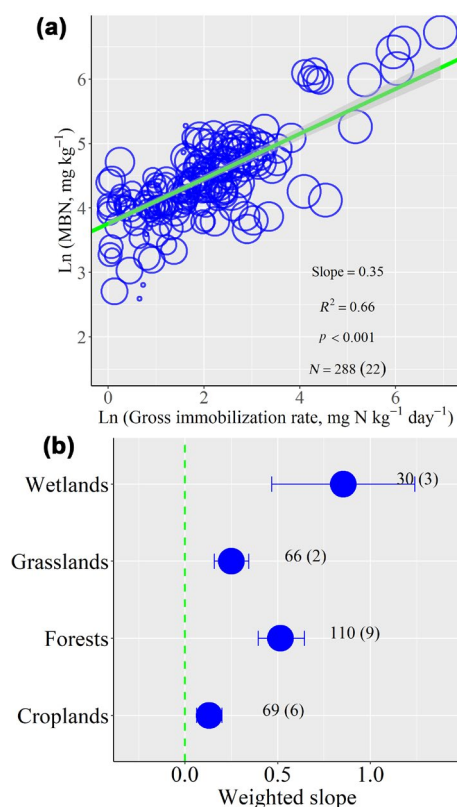 (a)
Ln (MBN, mg kg⁻¹)
6
5
4
3
2
Slope = 0.35
R² = 0.66
p < 0.001
N = 288 (22)
0 2 4 6
Ln (Gross immobilization rate, mg N kg⁻¹ day⁻¹)
(b)
Wetlands
30 (3)
Grasslands
66 (2)
Forests
110 (9)
Croplands
69 (6)
0.0 0.5 1.0
Weighted slope